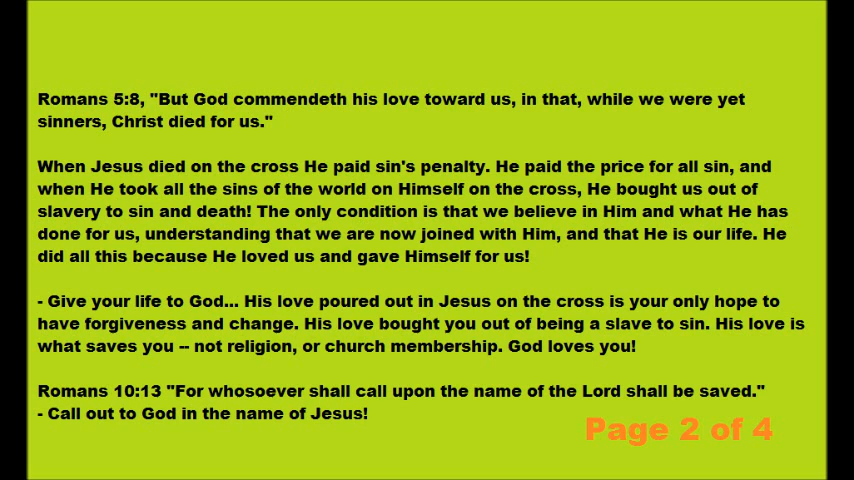 Romans 5:8, "But God commendeth his love toward us, in that, while we were yet
sinners, Christ died for us."
When Jesus died on the cross He paid sin's penalty. He paid the price for all sin, and
when He took all the sins of the world on Himself on the cross, He bought us out of
slavery to sin and death! The only condition is that we believe in Him and what He has
done for us, understanding that we are now joined with Him, and that He is our life. He
did all this because He loved us and gave Himself for us!
- Give your life to God... His love poured out in Jesus on the cross is your only hope to
have forgiveness and change. His love bought you out of being a slave to sin. His love is
what saves you -- not religion, or church membership. God loves you!
Romans 10:13 "For whosoever shall call upon the name of the Lord shall be saved."
- Call out to God in the name of Jesus!
Page 2 of 4